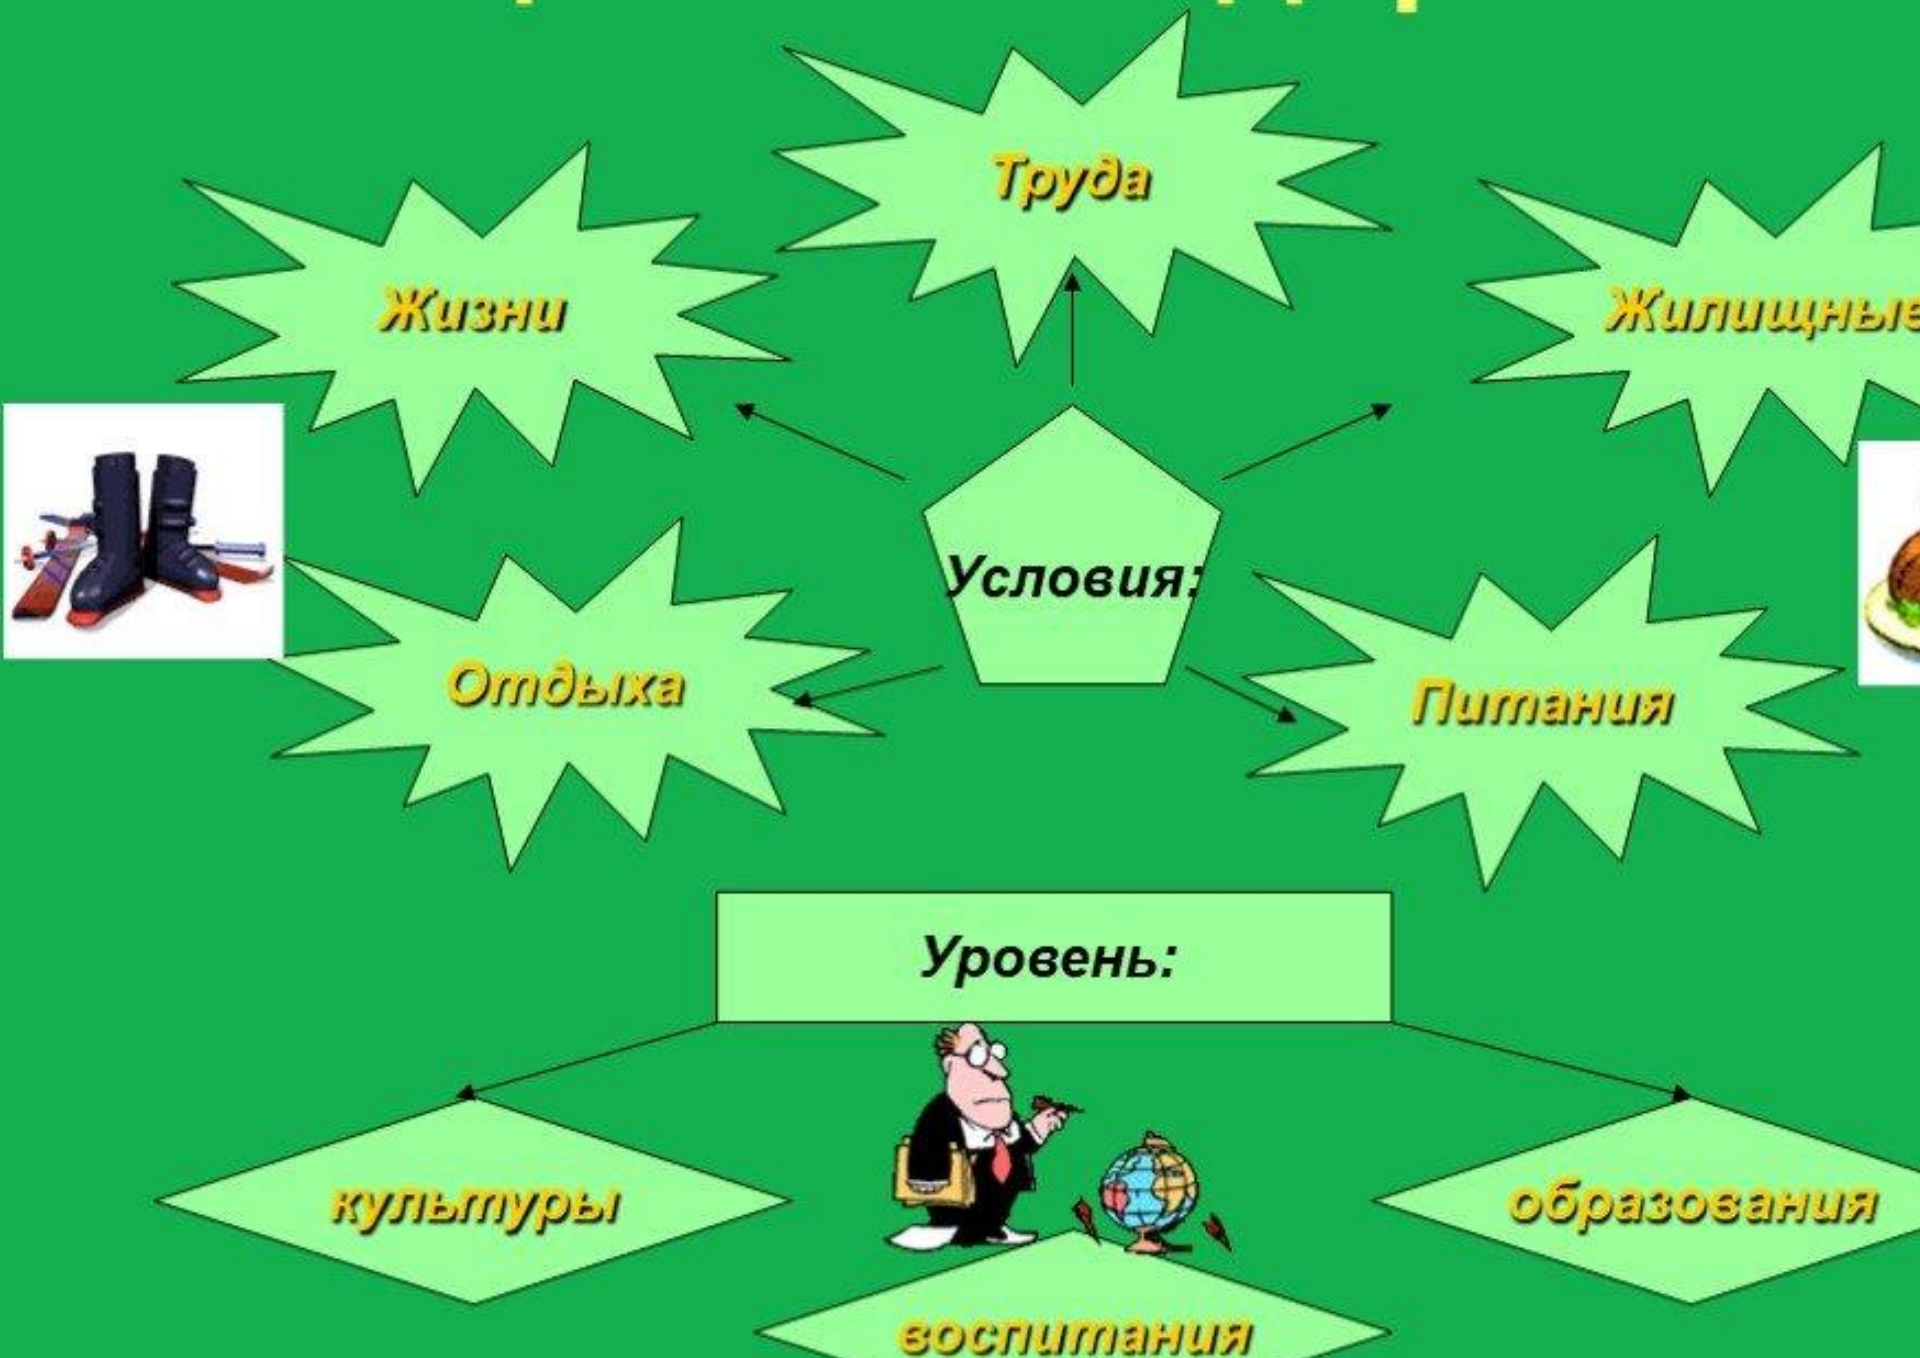 Труда
Жизни
Жилищные
Условия:
Отдыха
Питания
Уровень:
культуры
образования
воспитания